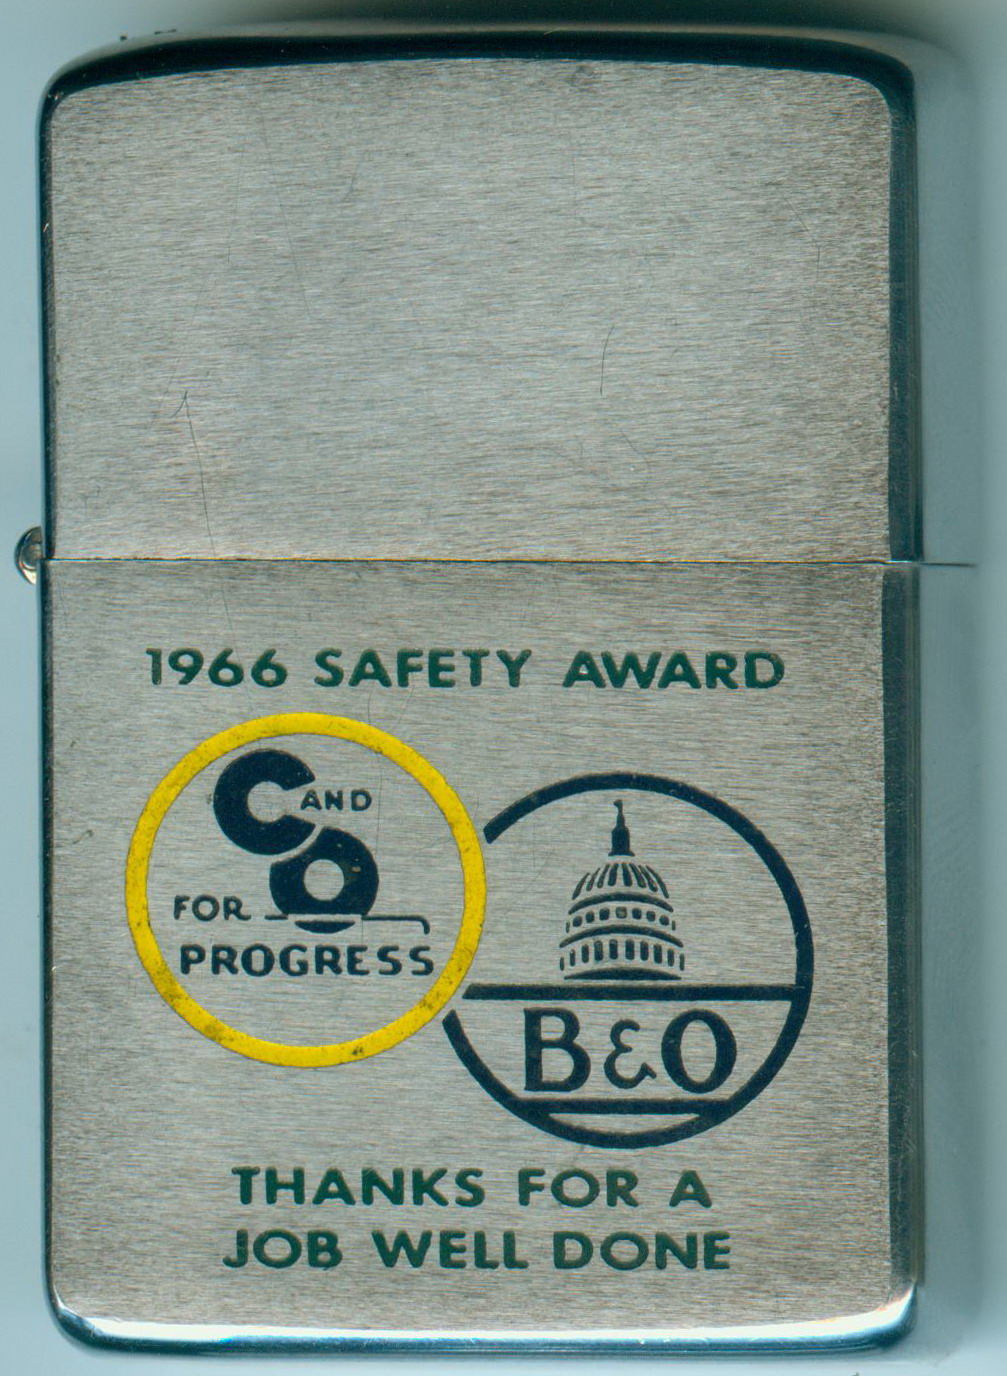 1966 SAFETY AWARD
C AND
O
FOR
PROGRESS
B&O
THANKS FOR A
JOB WELL DONE